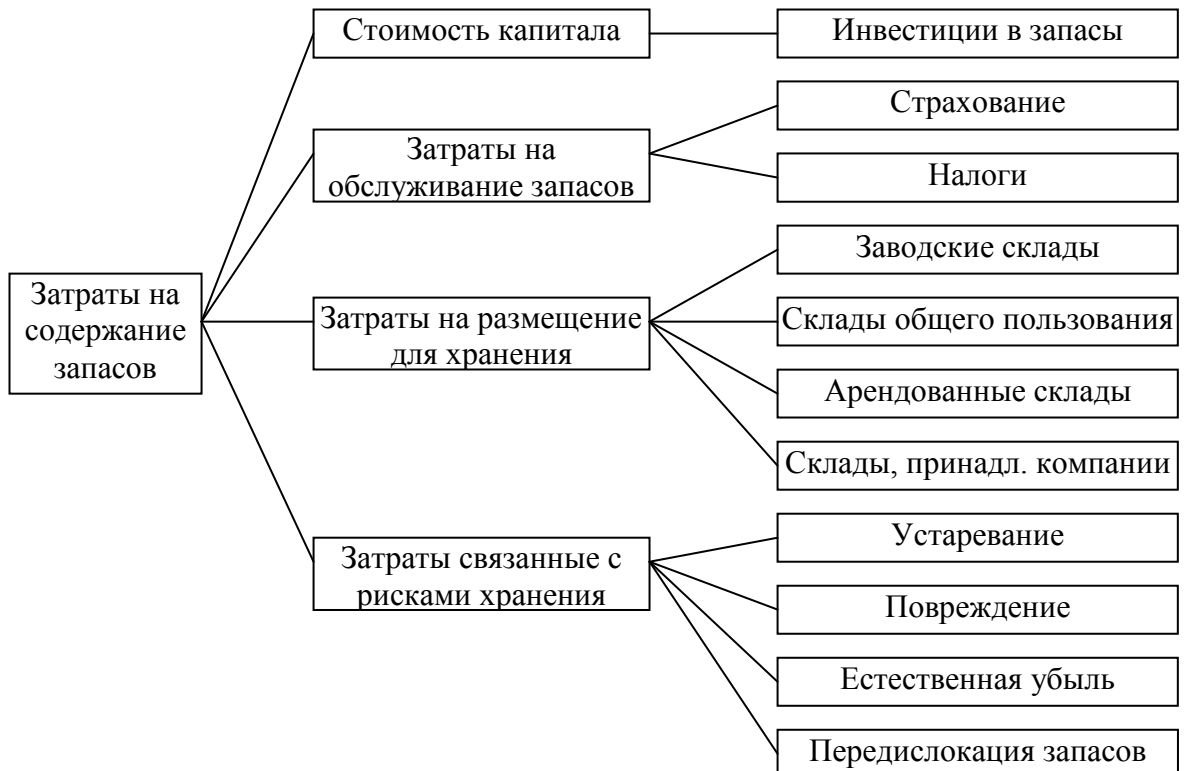 Стоимость капитала
Инвестиции в запасы
Затраты на
обслуживание запасов
Страхование
Налоги
Затраты на
содержание
запасов
Затраты на размещение
для хранения
Заводские склады
Склады общего пользования
Арендованные склады
Склады, принадл. компании
Затраты связанные с
рисками хранения
Устаревание
Повреждение
Естественная убыль
Передислокация запасов